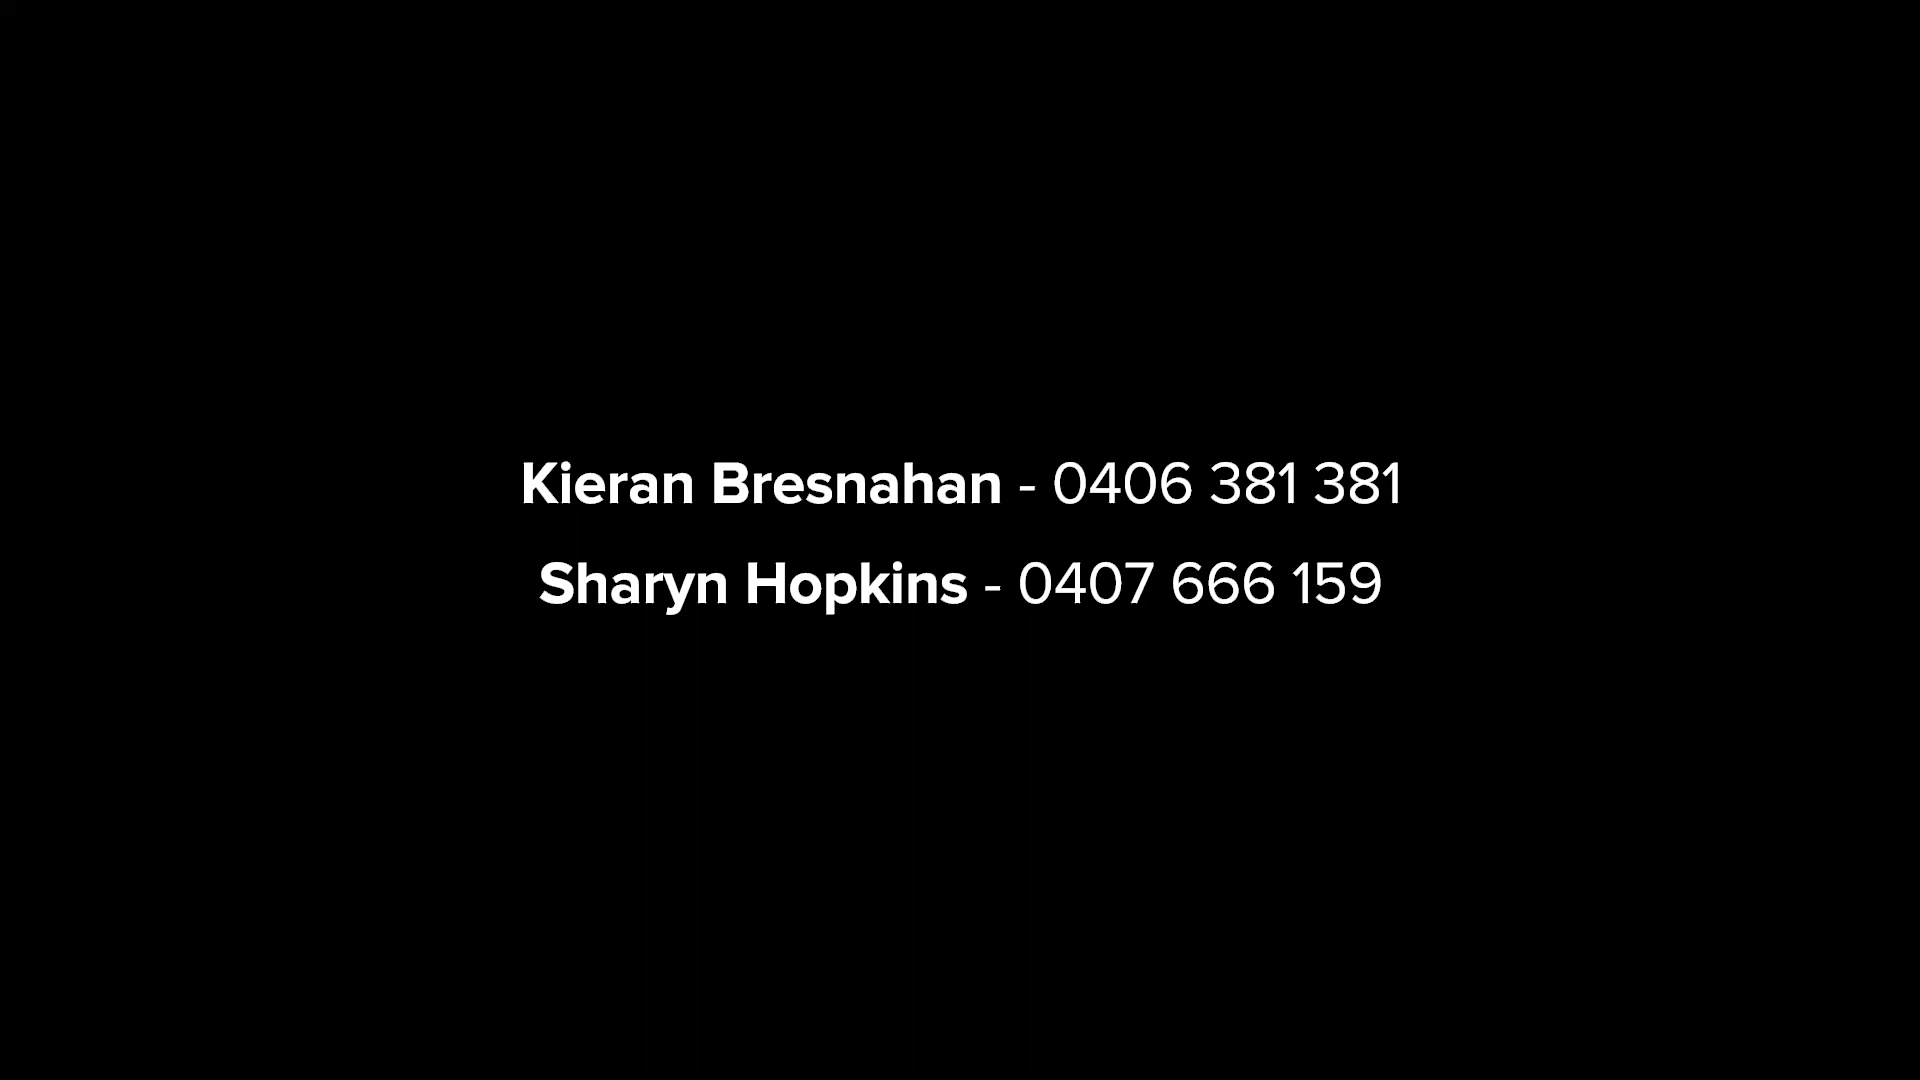 Kieran Bresnahan - 0406 381 381
Sharyn Hopkins - 0407 666 159